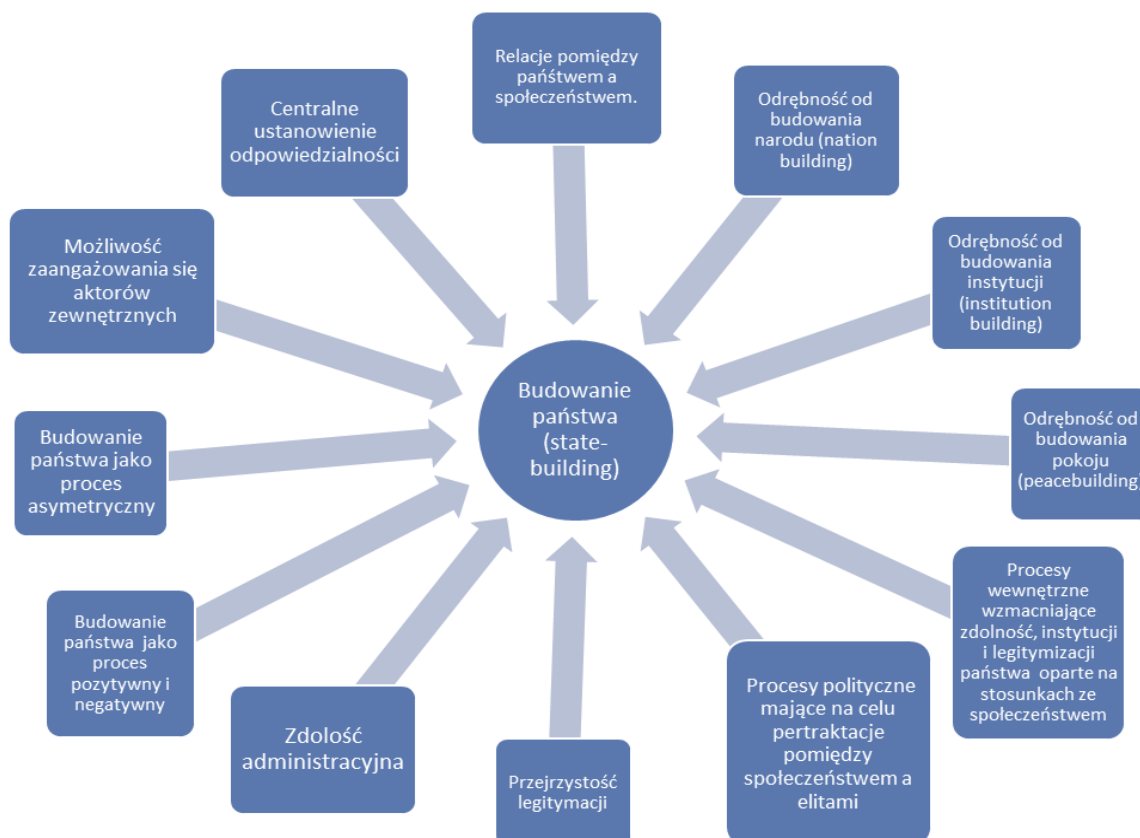 Relacje pomiędzy
pańśtwem a
społeczeństwem.
Odrębność od
budowania
narodu (nation
building)
Odrębność od
budowania
instytucji
(institution
building)
Odrębność od
budowania
pokoju
(peacebuilding)
Procesy
wewnętrzne
wzmacniające
zdolność, instytucji
i legitymizacji
państwa oparte na
stosunkach ze
społeczeństwem
Procesy polityczne
mające na celu
pertraktacje
pomiędzy
społeczeństwem a
elitami
Przejrzystość
legitymacji
Zdolość
administracyjna
Budowanie
państwa jako
proces
pozytywny i
negatywny
Budowanie
państwa jako
proces
asymetryczny
Możliwość
zaangażowania się
aktorów
zewnętrznych
Centralne
ustanowienie
odpowiedzialności
Budowanie
państwa
(state-
building)